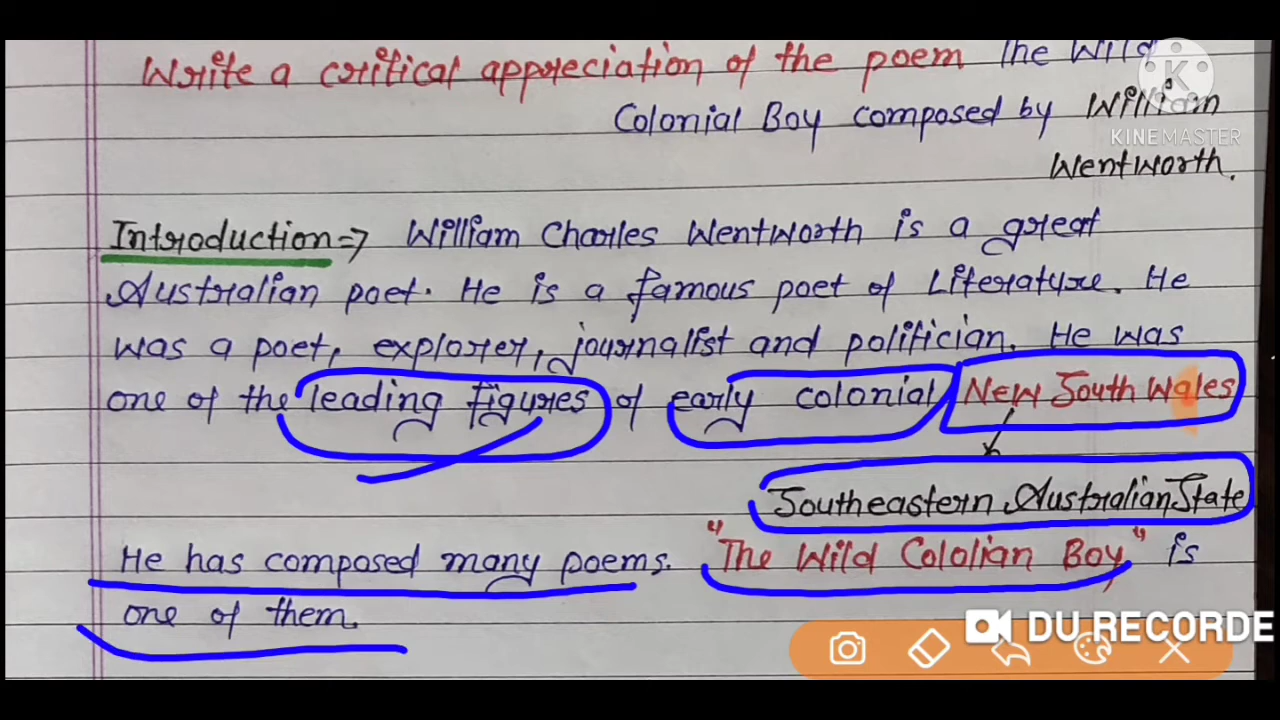 Write a critical appreciation of the poem The Wild
Colonial Boy composed by William
KINEMASTER
Wentworth.
Introduction⇒ William Charles Wentworth is a great
Australian poet. He is a famous poet of Literature. He
was a poet, explorer, journalist and politician. He was
one of the leading figures of early colonial New South Wales
Southeastern Australian State
He has composed many poems. "The Wild Cololian Boy" is
one of them.
DU RECORDE